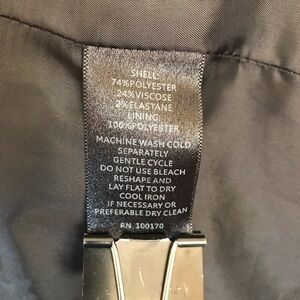 SHELL:
74%POLYESTER
24%VISCOSE
2%ELASTANE
LINING:
100%POLYESTER
MACHINE WASH COLD
SEPARATELY
GENTLE CYCLE
DO NOT USE BLEACH
RESHAPE AND
LAY FLAT TO DRY
COOL IRON
IF NECESSARY OR
PREFERABLE DRY CLEAN
RN 100170